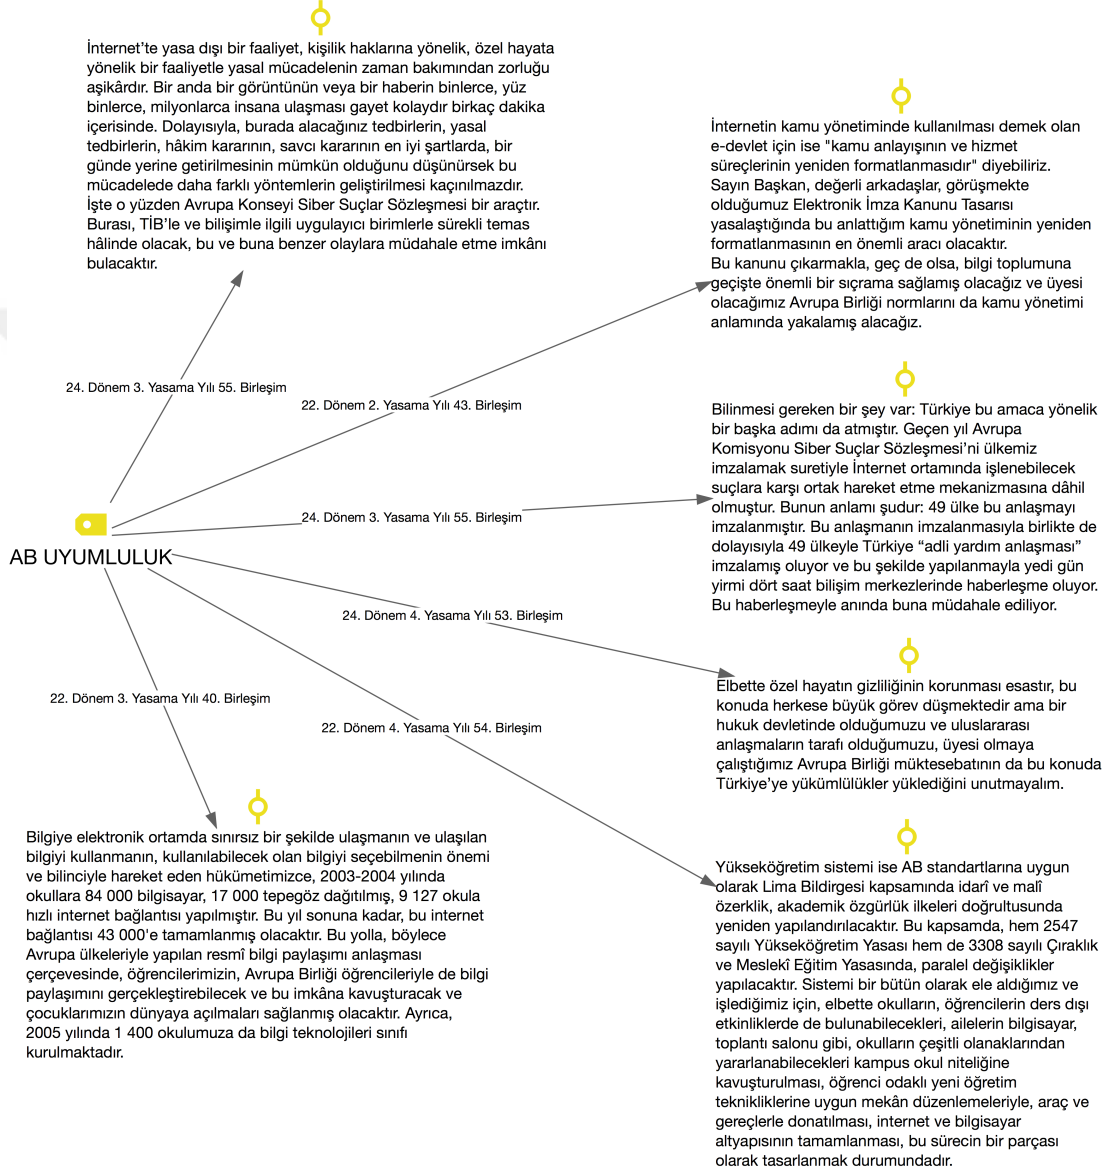 İnternet’te yasa dışı bir faaliyet, kişilik haklarına yönelik, özel hayata
yönelik bir faaliyetle yasal mücadelenin zaman bakımından zorluğu
aşikârdır. Bir anda bir görüntünün veya bir haberin binlerce, yüz
binlerce, milyonlarca insana ulaşması gayet kolaydır birkaç dakika
içerisinde. Dolayısıyla, burada alacağınız tedbirlerin, yasal
tedbirlerin, hâkim kararının, savcı kararının en iyi şartlarda, bir
günde yerine getirilmesinin mümkün olduğunu düşünürsek bu
mücadelede daha farklı yöntemlerin geliştirilmesi kaçınılmazdır.
İşte o yüzden Avrupa Konseyi Siber Suçlar Sözleşmesi bir araçtır.
Burası, TİB’le ve bilişimle ilgili uygulayıcı birimlerle sürekli temas
hâlinde olacak, bu ve buna benzer olaylara müdahale etme imkânı
bulacaktır.
İnternetin kamu yönetiminde kullanılması demek olan
e-devlet için ise "kamu anlayışının ve hizmet
süreçlerinin yeniden formatlanmasıdır" diyebiliriz.
Sayın Başkan, değerli arkadaşlar, görüşmekte
olduğumuz Elektronik İmza Kanunu Tasarısı
yasalaştığında bu anlattığım kamu yönetiminin yeniden
formatlanmasının en önemli aracı olacaktır.
Bu kanunu çıkarmakla, geç de olsa, bilgi toplumuna
geçişte önemli bir sıçrama sağlamış olacağız ve üyesi
olacağımız Avrupa Birliği normlarını da kamu yönetimi
anlamında yakalamış alacağız.
24. Dönem 3. Yasama Yılı 55. Birleşim
22. Dönem 2. Yasama Yılı 43. Birleşim
Bilinmesi gereken bir şey var: Türkiye bu amaca yönelik
bir başka adımı da atmıştır. Geçen yıl Avrupa
Komisyonu Siber Suçlar Sözleşmesi’ni ülkemiz
imzalamak suretiyle İnternet ortamında işlenebilecek
suçlara karşı ortak hareket etme mekanizmasına dâhil
olmuştur. Bunun anlamı şudur: 49 ülke bu anlaşmayı
imzalanmıştır. Bu anlaşmanın imzalanmasıyla birlikte de
dolayısıyla 49 ülkeyle Türkiye “adli yardım anlaşması”
imzalamış oluyor ve bu şekilde yapılanmayla yedi gün
yirmi dört saat bilişim merkezlerinde haberleşme oluyor.
Bu haberleşmeyle anında buna müdahale ediliyor.
24. Dönem 3. Yasama Yılı 55. Birleşim
AB UYUMLULUK
24. Dönem 4. Yasama Yılı 53. Birleşim
Elbette özel hayatın gizliliğinin korunması esastır, bu
konuda herkese büyük görev düşmektedir ama bir
hukuk devletinde olduğumuzu ve uluslararası
anlaşmaların tarafı olduğumuzu, üyesi olmaya
çalıştığımız Avrupa Birliği müktesebatının da bu konuda
Türkiye’ye yükümlülükler yüklediğini unutmayalım.
22. Dönem 3. Yasama Yılı 40. Birleşim
22. Dönem 4. Yasama Yılı 54. Birleşim
Bilgiye elektronik ortamda sınırsız bir şekilde ulaşmanın ve ulaşılan
bilgiyi kullanmanın, kullanılabilecek olan bilgiyi seçebilmenin önemi
ve bilinciyle hareket eden hükümetimizce, 2003-2004 yılında
okullara 84 000 bilgisayar, 17 000 tepegöz dağıtılmış, 9 127 okula
hızlı internet bağlantısı yapılmıştır. Bu yıl sonuna kadar, bu internet
bağlantısı 43 000'e tamamlanmış olacaktır. Bu yolla, böylece
Avrupa ülkeleriyle yapılan resmî bilgi paylaşımı anlaşması
çerçevesinde, öğrencilerimizin, Avrupa Birliği öğrencileriyle de bilgi
paylaşımını gerçekleştirebilecek ve bu imkâna kavuşturacak ve
çocuklarımızın dünyaya açılmaları sağlanmış olacaktır. Ayrıca,
2005 yılında 1 400 okulumuza da bilgi teknolojileri sınıfı
kurulmaktadır.
Yükseköğretim sistemi ise AB standartlarına uygun
olarak Lima Bildirgesi kapsamında idarî ve malî
özerklik, akademik özgürlük ilkeleri doğrultusunda
yeniden yapılandırılacaktır. Bu kapsamda, hem 2547
sayılı Yükseköğretim Yasası hem de 3308 sayılı Çıraklık
ve Meslekî Eğitim Yasasında, paralel değişiklikler
yapılacaktır. Sistemi bir bütün olarak ele aldığımız ve
işlediğimiz için, elbette okulların, öğrencilerin ders dışı
etkinliklerde de bulunabilecekleri, ailelerin bilgisayar,
toplantı salonu gibi, okulların çeşitli olanaklarından
yararlanabilecekleri kampus okul niteliğine
kavuşturulması, öğrenci odaklı yeni öğretim
teknikliklerine uygun mekân düzenlemeleriyle, araç ve
gereçlerle donatılması, internet ve bilgisayar
altyapısının tamamlanması, bu sürecin bir parçası
olarak tasarlanmak durumundadır.